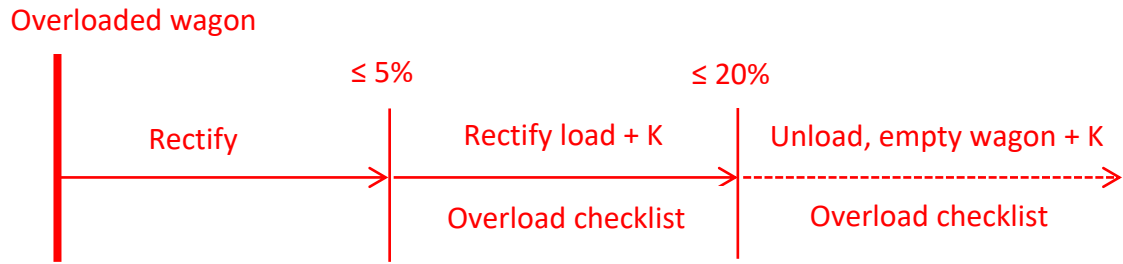 Overloaded wagon
≤ 5%
≤ 20%
Rectify
Rectify load + K
Unload, empty wagon + K
Overload checklist
Overload checklist